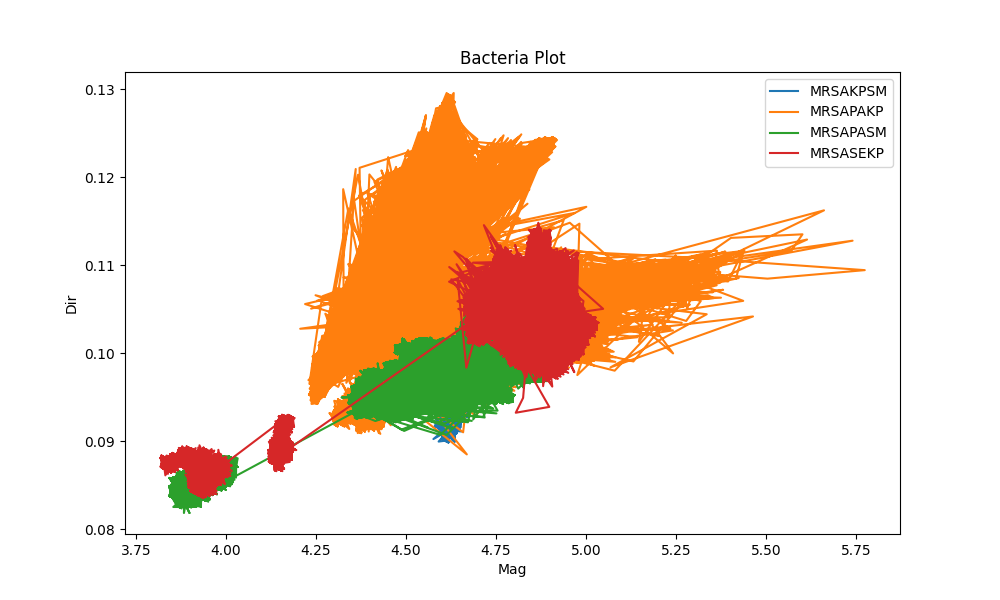 Bacteria Plot
MRSAKPSM
MRSAPAKP
MRSAPASM
MRSASEKP
0.13
0.12
0.11
0.10
0.09
0.08
Dir
3.75 4.00 4.25 4.50 4.75 5.00 5.25 5.50 5.75
Mag